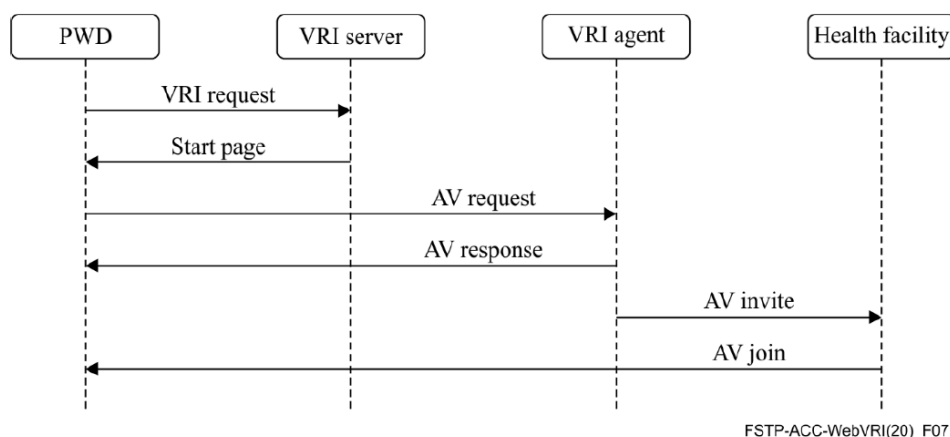 PWD
VRI server
VRI agent
Health facility
VRI request
Start page
AV request
AV response
AV invite
AV join
FSTP-ACC-WebVRI(20)_F07